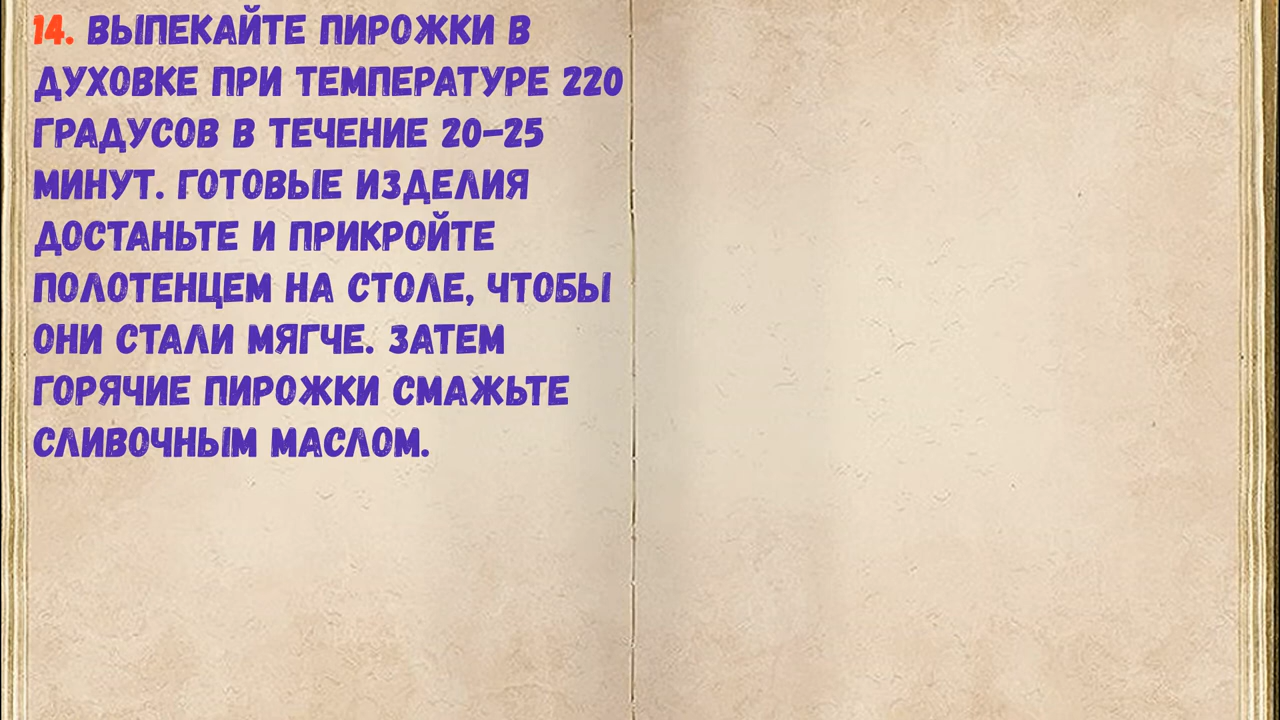 14. ВЫПЕКАЙТЕ ПИРОЖКИ В
ДУХОВКЕ ПРИ ТЕМПЕРАТУРЕ 220
ГРАДУСОВ В ТЕЧЕНИЕ 20-25
МИНУТ. ГОТОВЫЕ ИЗДЕЛИЯ
ДОСТАНЬТЕ И ПРИКРОЙТЕ
ПОЛОТЕНЦЕМ НА СТОЛЕ, ЧТОБЫ
ОНИ СТАЛИ МЯГЧЕ. ЗАТЕМ
ГОРЯЧИЕ ПИРОЖКИ СМАЖЬТЕ
СЛИВОЧНЫМ МАСЛОМ.